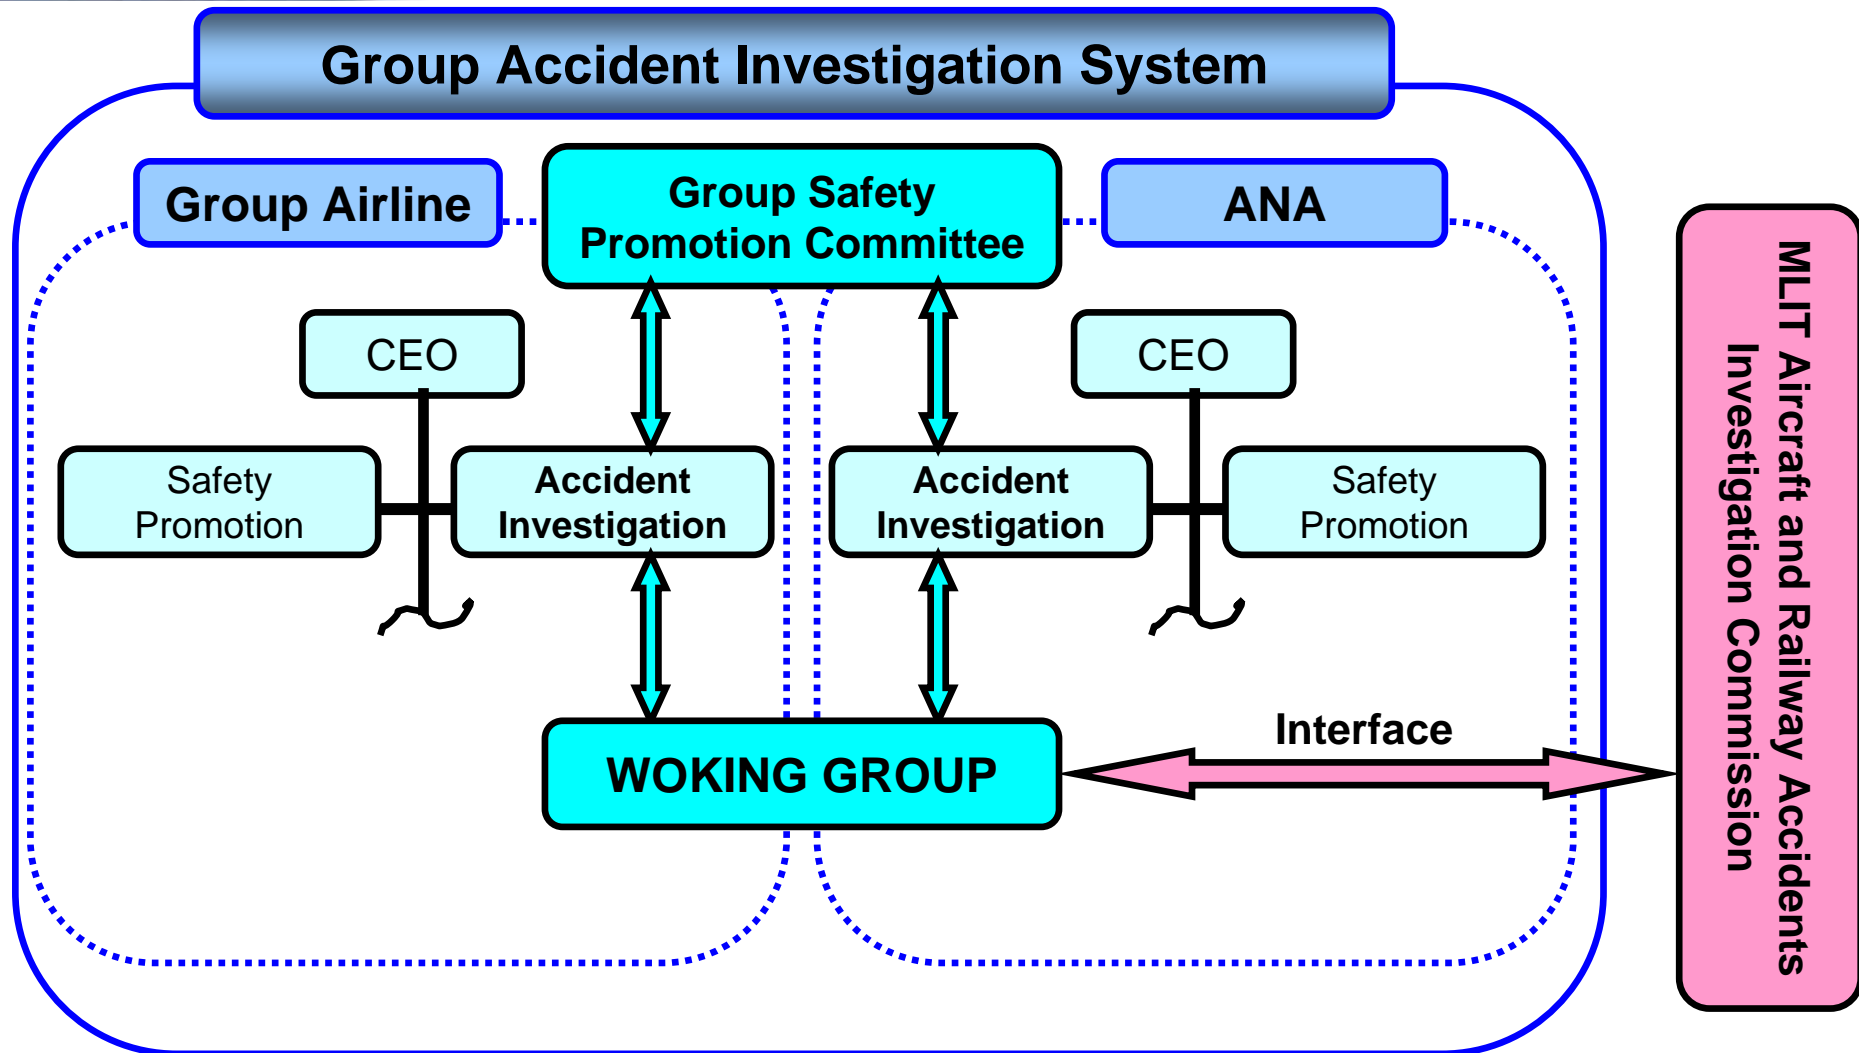 Group Accident Investigation System
Group Airline
Group Safety
Promotion Committee
ANA
CEO
CEO
Safety
Promotion
Accident
Investigation
Accident
Investigation
Safety
Promotion
Interface
WOKING GROUP
MLIT Aircraft and Railway Accidents
Investigation Commission